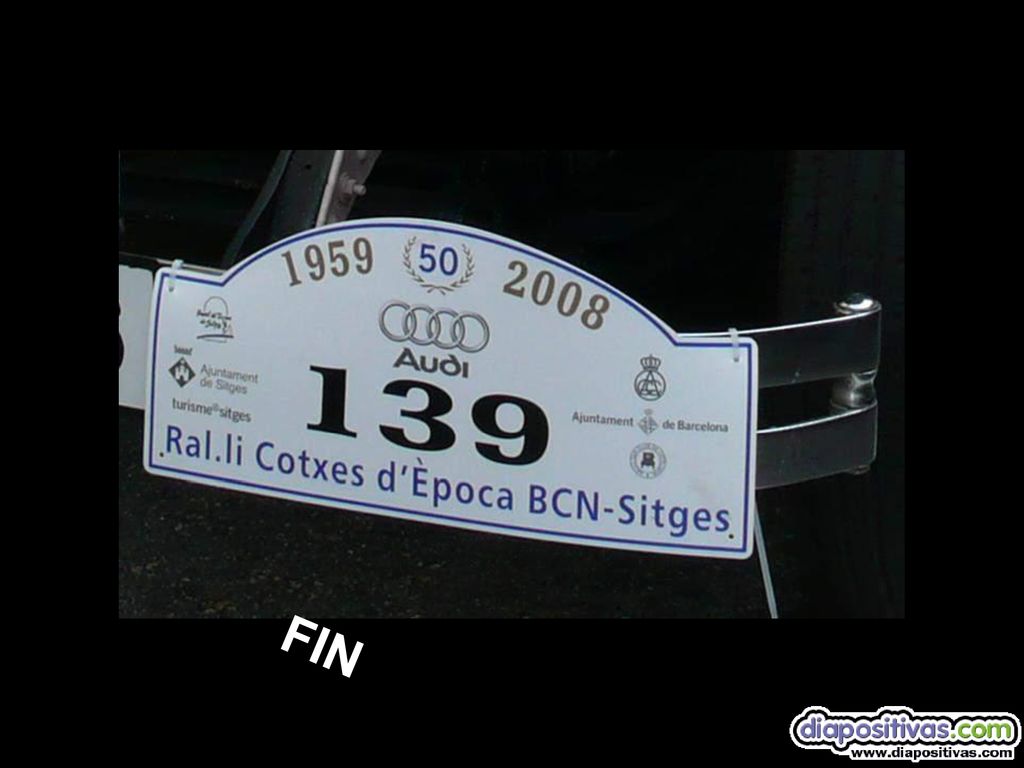 1959 50 2008
Audi
139
Ajuntament
de Sitges
turisme sitges
Ajuntament de Barcelona
Ral.li Cotxes d'Època BCN-Sitges
FIN
diapositivas.com
www.diapositivas.com